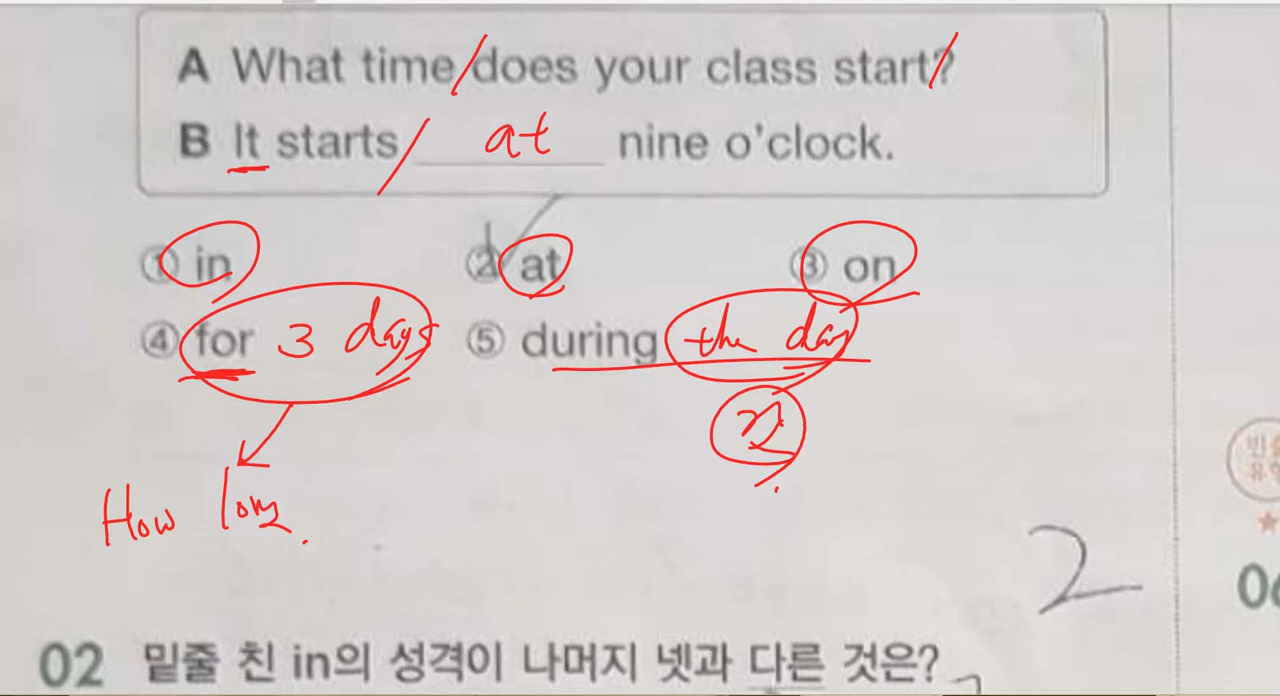 A What time does your class start?
B It starts at nine o'clock.
① in ② at ③ on
④ for 3 days ⑤ during the day
How long.
2
02 밑줄 친 in의 성격이 나머지 넷과 다른 것은?